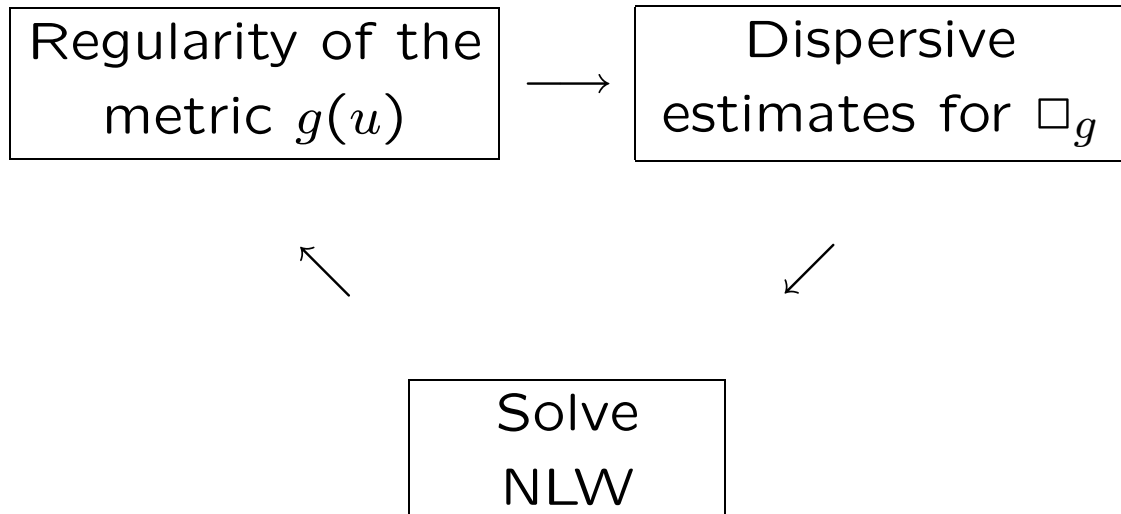 Regularity of the
metric g(u)
Dispersive
estimates for □_g
Solve
NLW